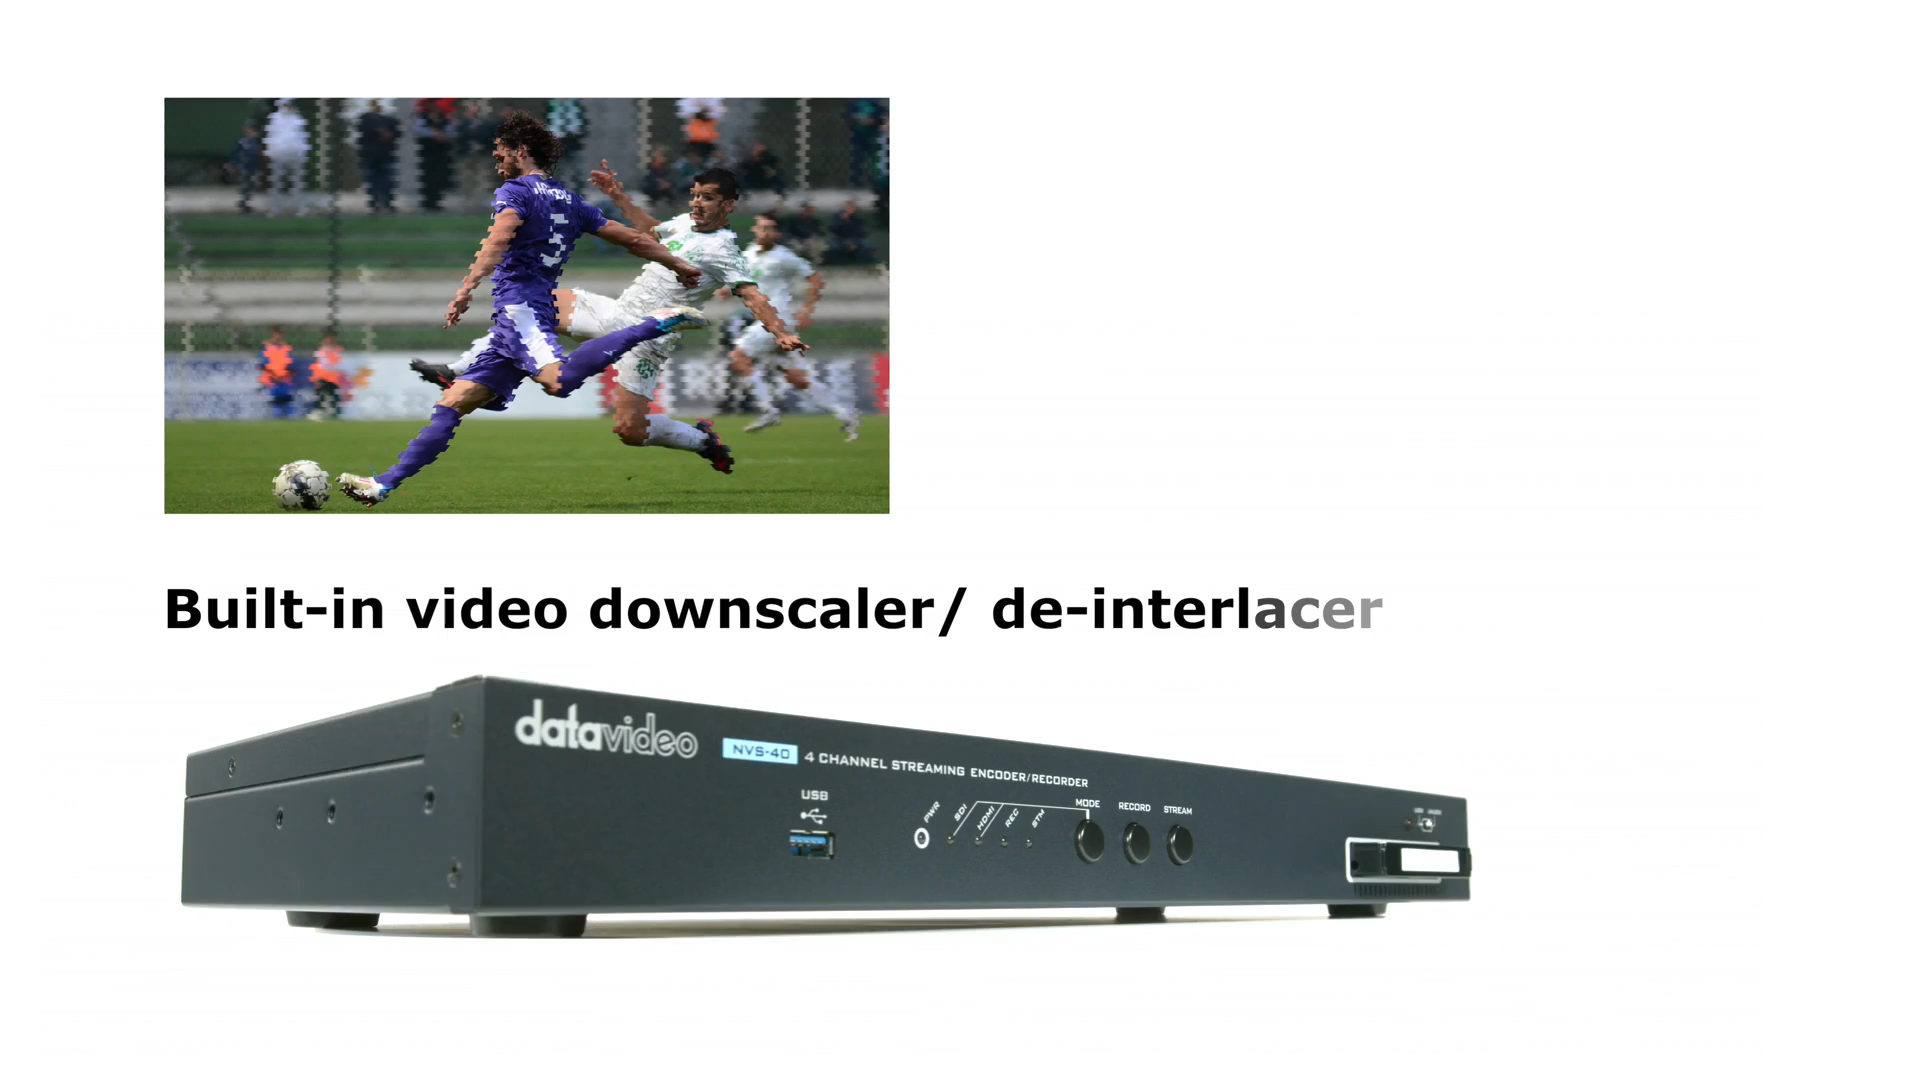 5
Built-in video downscaler/ de-interlacer
datavideo
NVS-40 4 CHANNEL STREAMING ENCODER/RECORDER
USB
PWR SDI HDMI REC STM MODE RECORD STREAM